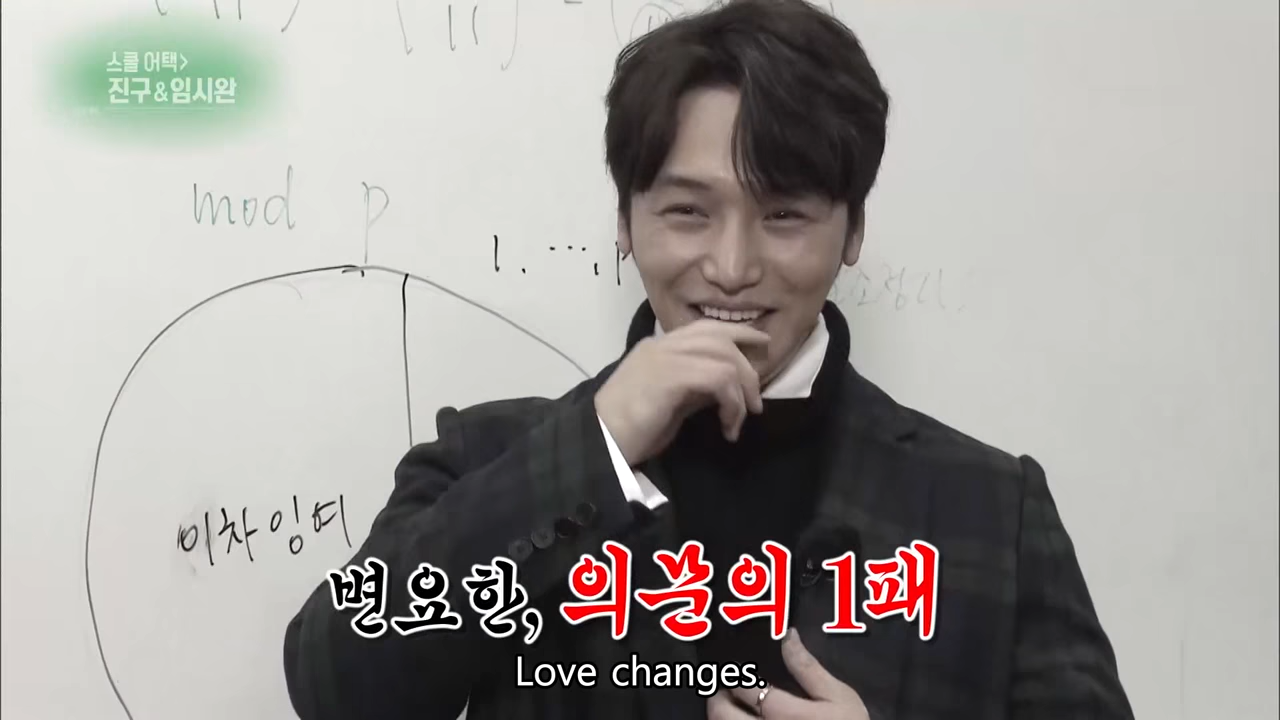 스쿨 어택>
진구&임시완
mod p
1. …,p
이차잉여
변요한, 의문의 1패
Love changes.